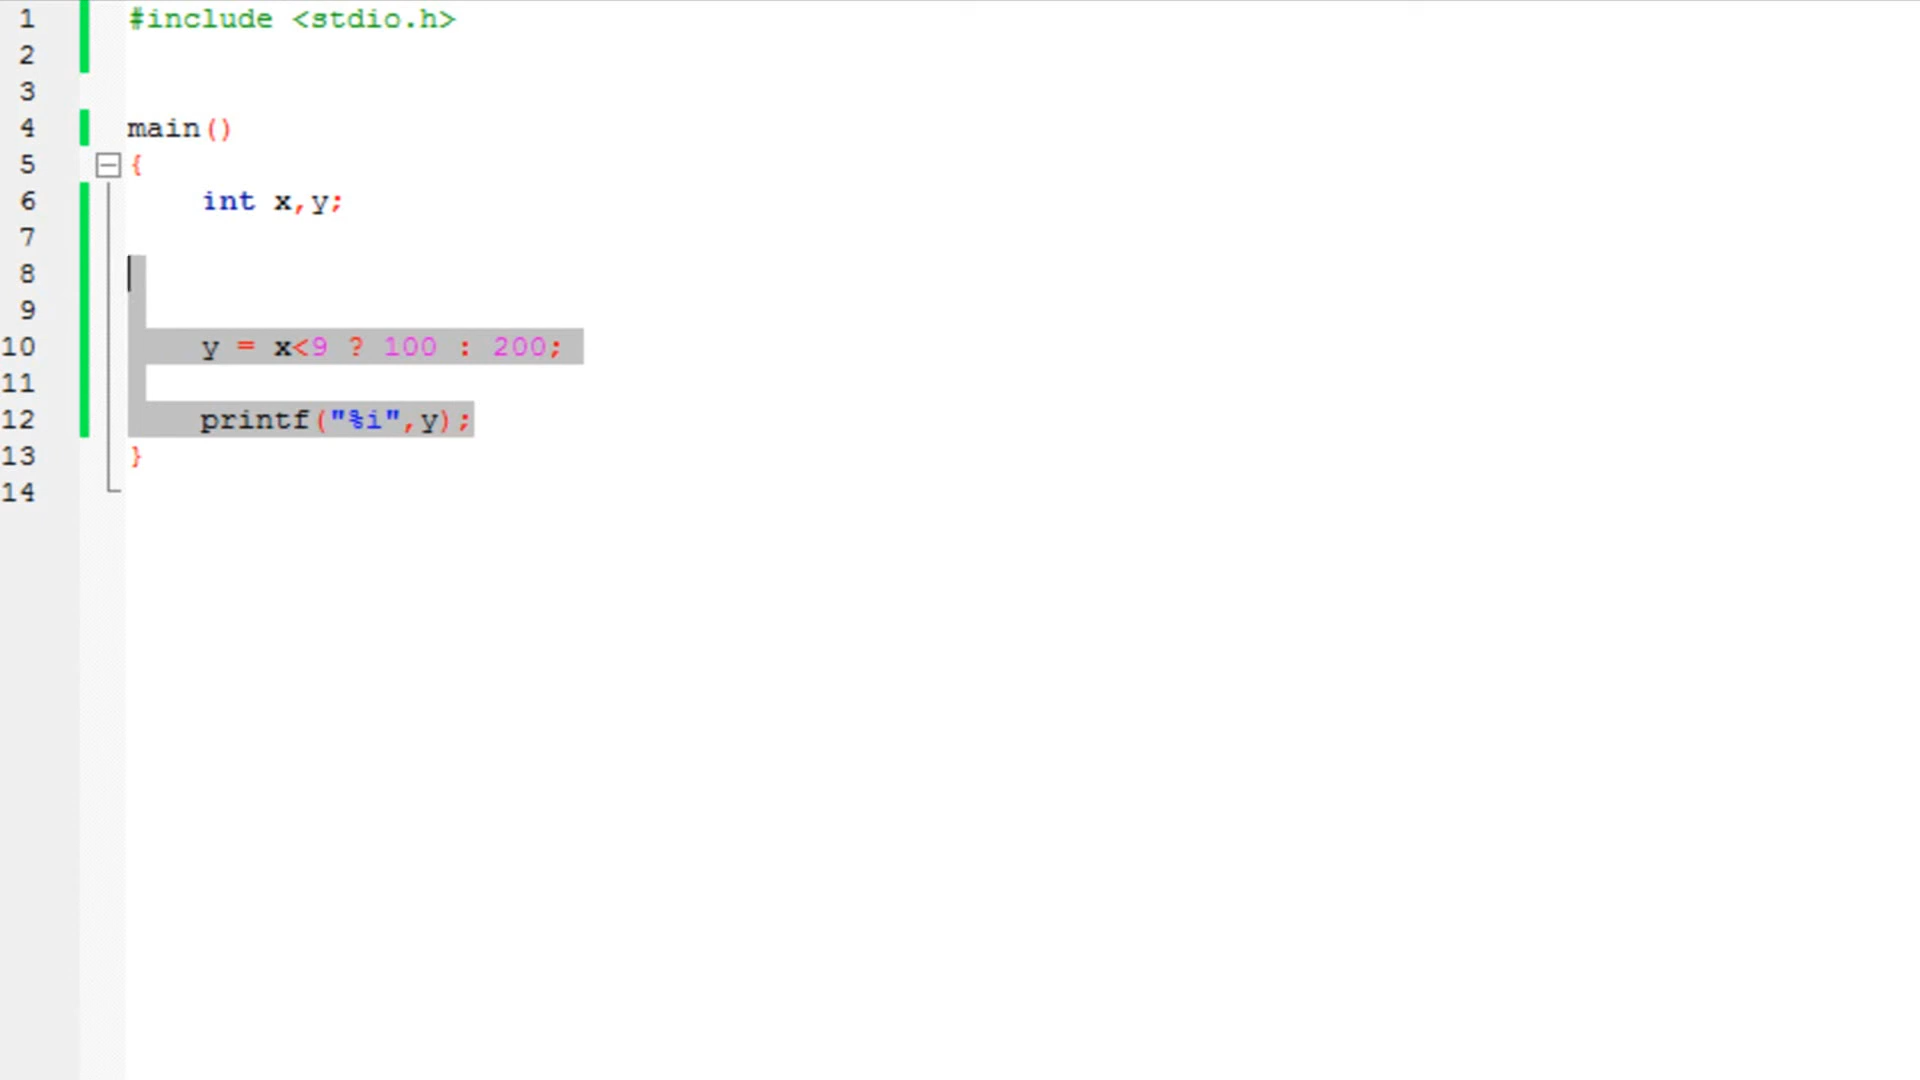 1 #include <stdio.h>
2
3
4 main()
5 {
6 int x,y;
7
8
9
10 y = x<9 ? 100 : 200;
11
12 printf("%i",y);
13 }
14